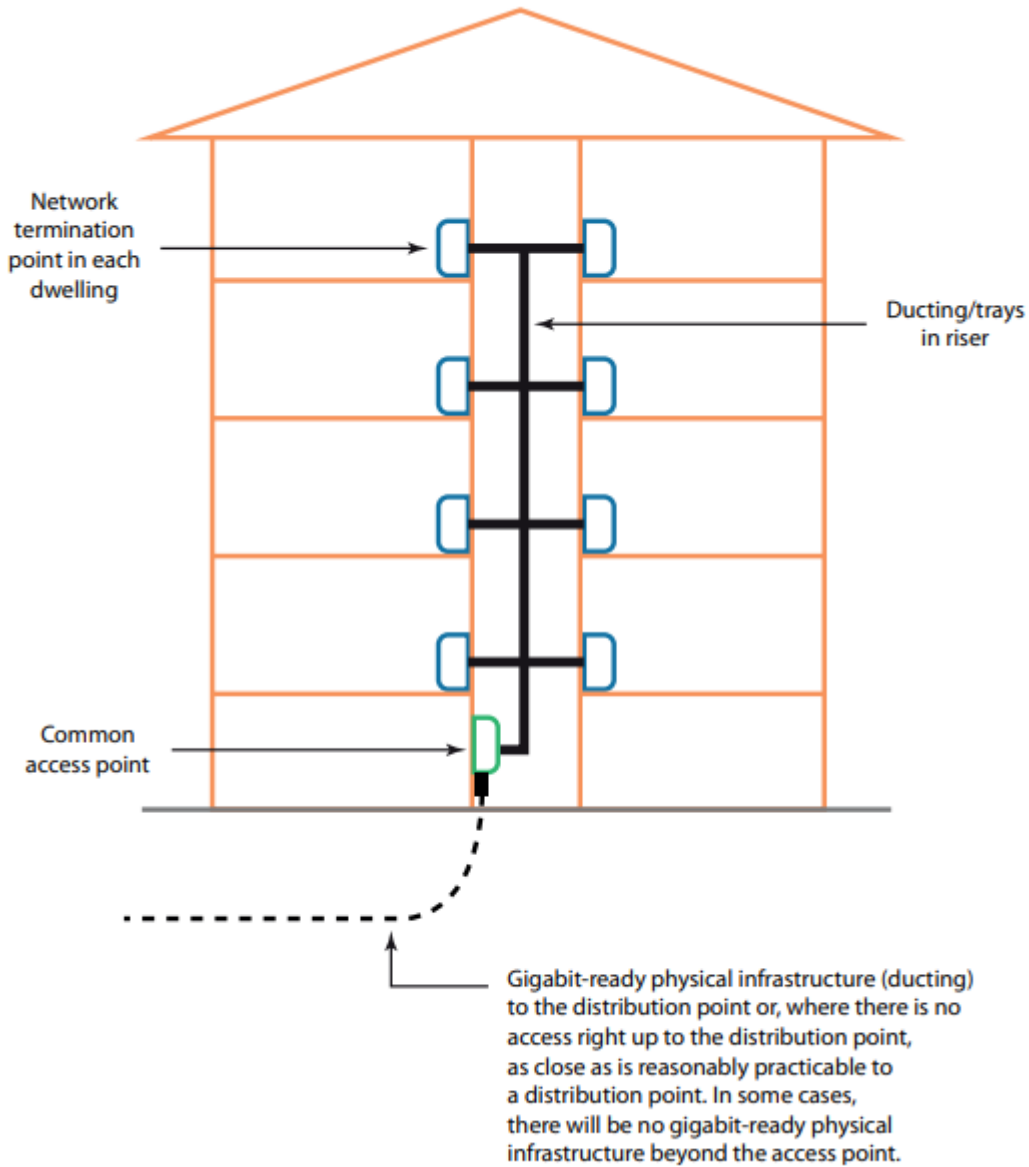 Network
termination
point in each
dwelling
Ducting/trays
in riser
Common
access point
Gigabit-ready physical infrastructure (ducting)
to the distribution point or, where there is no
access right up to the distribution point,
as close as is reasonably practicable to
a distribution point. In some cases,
there will be no gigabit-ready physical
infrastructure beyond the access point.